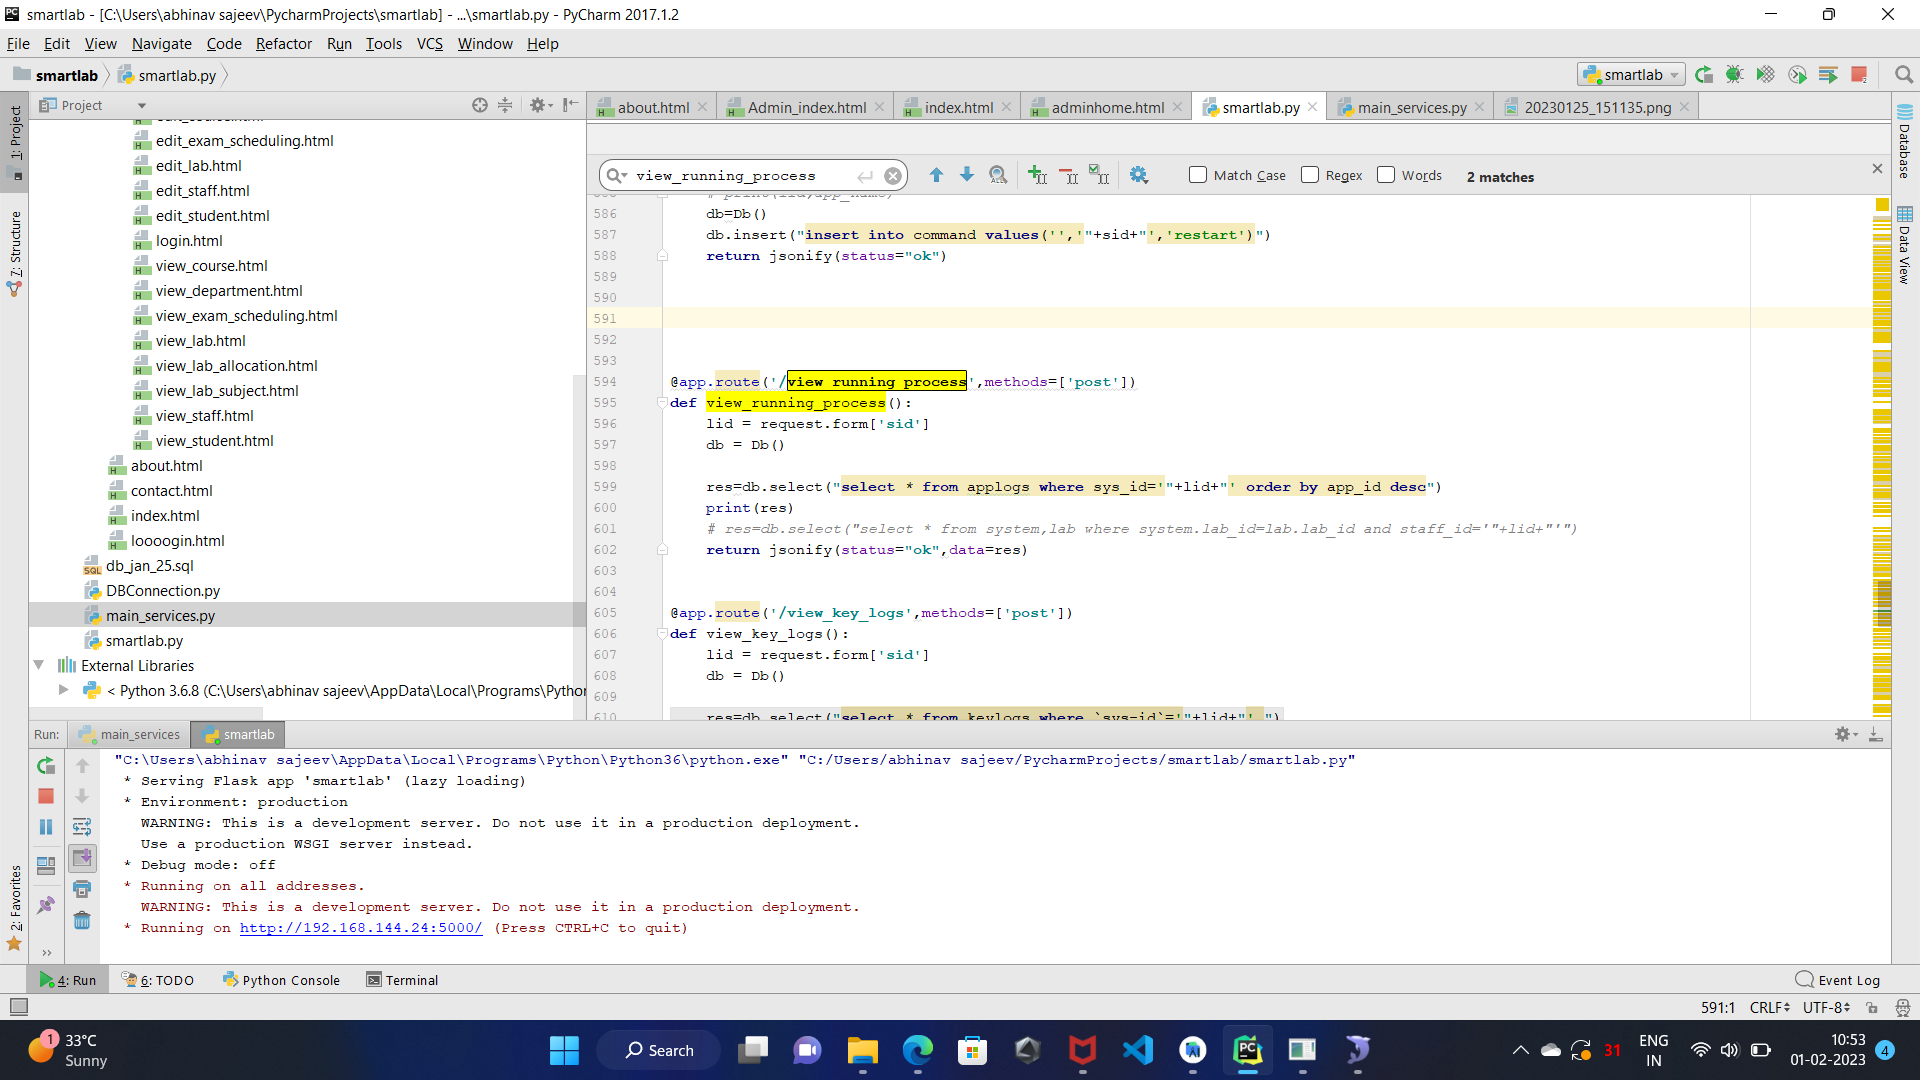 smartlab - [C:\Users\abhinav sajeev\PycharmProjects\smartlab] - ...\smartlab.py - PyCharm 2017.1.2
File Edit View Navigate Code Refactor Run Tools VCS Window Help
smartlab smartlab.py smartlab
Project
about.html Admin_index.html index.html adminhome.html smartlab.py main_services.py 20230125_151135.png
1: Project
7: Structure
2: Favorites
Database
Data View
edit_exam_scheduling.html
edit_lab.html
edit_staff.html
edit_student.html
login.html
view_course.html
view_department.html
view_exam_scheduling.html
view_lab.html
view_lab_allocation.html
view_lab_subject.html
view_staff.html
view_student.html
about.html
contact.html
index.html
loooogin.html
db_jan_25.sql
DBConnection.py
main_services.py
smartlab.py
External Libraries
< Python 3.6.8 (C:\Users\abhinav sajeev\AppData\Local\Programs\Python
view_running_process Match Case Regex Words 2 matches
586 db=Db()
587 db.insert("insert into command values('','"+sid+"','restart')")
588 return jsonify(status="ok")
589
590
591
592
593
594 @app.route('/view_running_process',methods=['post'])
595 def view_running_process():
596 lid = request.form['sid']
597 db = Db()
598
599 res=db.select("select * from applogs where sys_id='"+lid+"' order by app_id desc")
600 print(res)
601 # res=db.select("select * from system,lab where system.lab_id=lab.lab_id and staff_id='"+lid+"'")
602 return jsonify(status="ok",data=res)
603
604
605 @app.route('/view_key_logs',methods=['post'])
606 def view_key_logs():
607 lid = request.form['sid']
608 db = Db()
609
610 res=db.select("select * from keylogs where `sys=id`='"+lid+"' ")
Run: main_services smartlab
"C:\Users\abhinav sajeev\AppData\Local\Programs\Python\Python36\python.exe" "C:/Users/abhinav sajeev/PycharmProjects/smartlab/smartlab.py"
* Serving Flask app 'smartlab' (lazy loading)
* Environment: production
WARNING: This is a development server. Do not use it in a production deployment.
Use a production WSGI server instead.
* Debug mode: off
* Running on all addresses.
WARNING: This is a development server. Do not use it in a production deployment.
* Running on http://192.168.144.24:5000/ (Press CTRL+C to quit)
4: Run 6: TODO Python Console Terminal Event Log
591:1 CRLF UTF-8
1 33°C
Sunny
Search
31
ENG
IN
10:53
01-02-2023
4